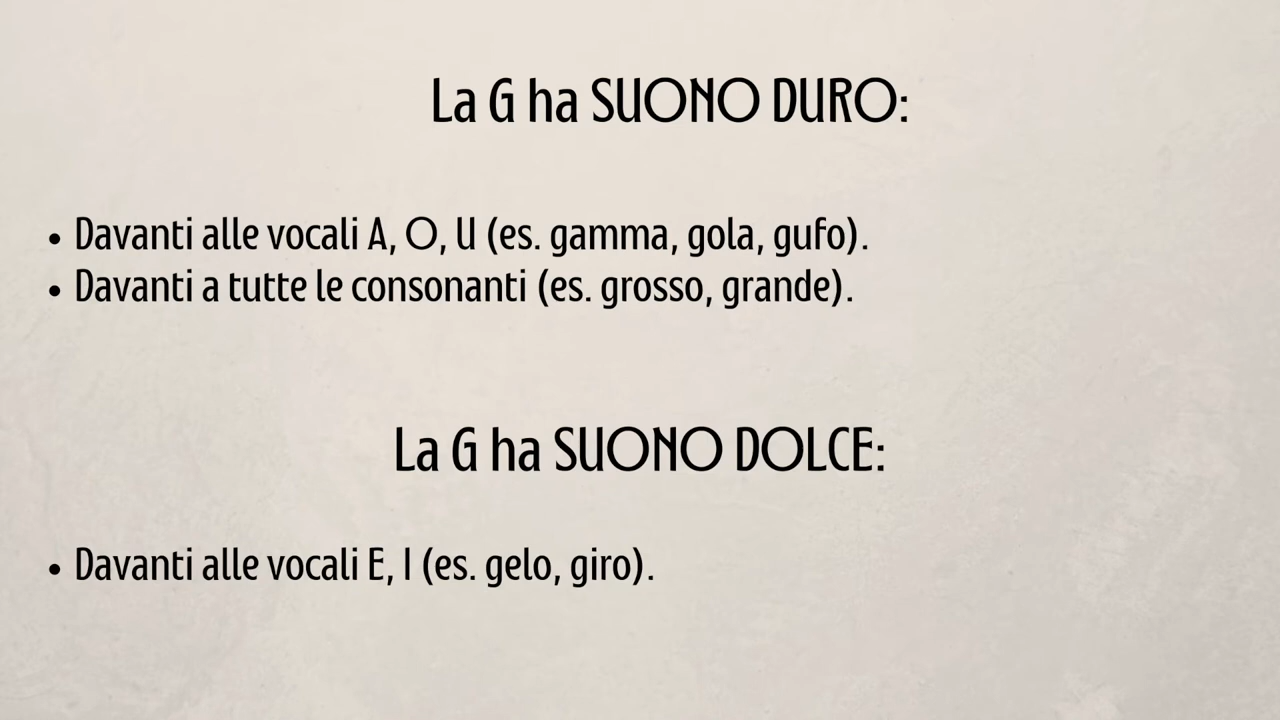 La G ha SUONO DURO:
• Davanti alle vocali A, O, U (es. gamma, gola, gufo).
• Davanti a tutte le consonanti (es. grosso, grande).
La G ha SUONO DOLCE:
• Davanti alle vocali E, I (es. gelo, giro).